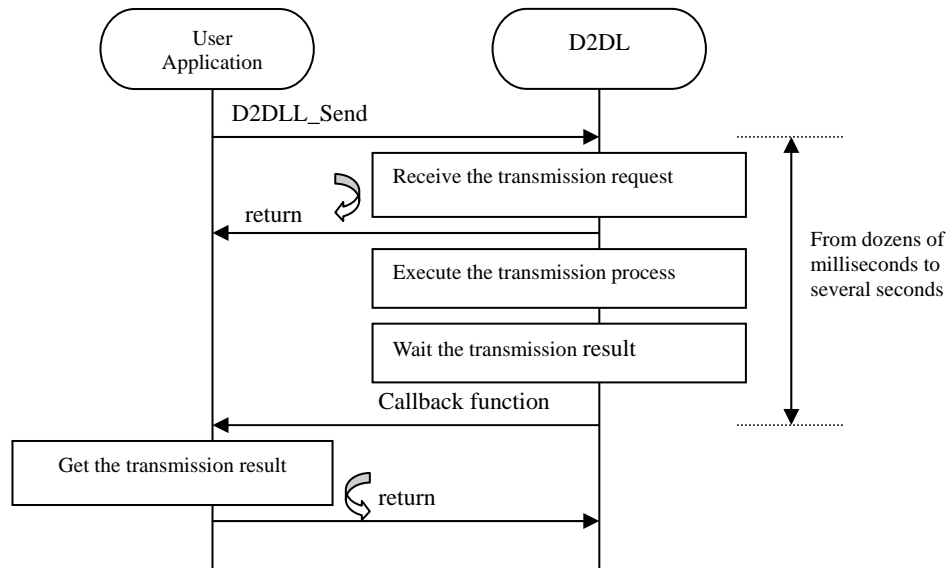 User
Application
D2DL
D2DLL_Send
Receive the transmission request
return
Execute the transmission process
From dozens of
milliseconds to
several seconds
Wait the transmission result
Callback function
Get the transmission result
return